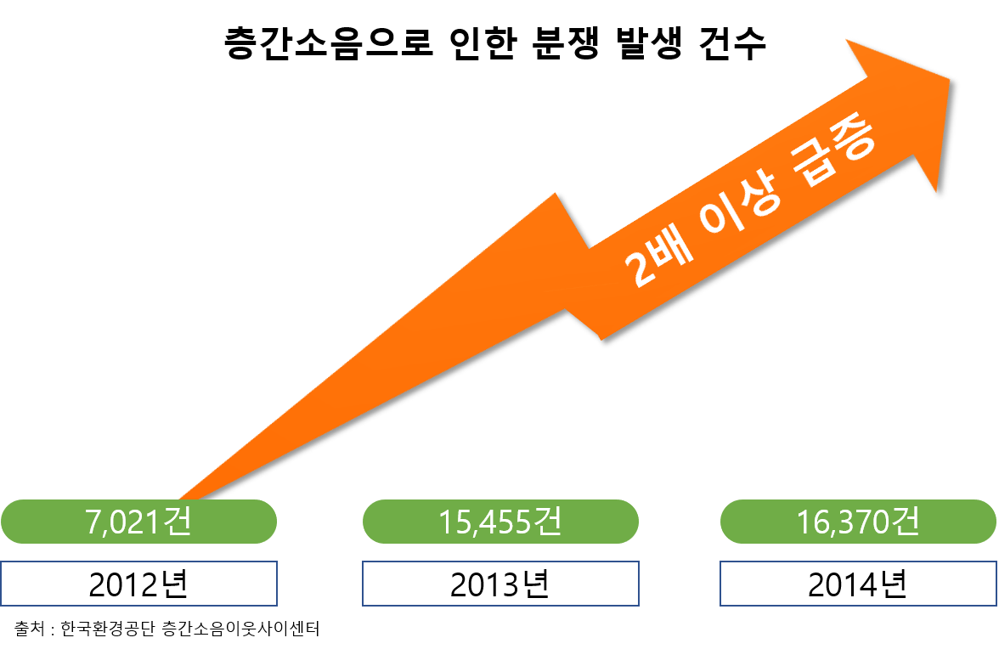 층간소음으로 인한 분쟁 발생 건수
2배 이상 급증
7,021건
15,455건
16,370건
2012년
2013년
2014년
출처 : 한국환경공단 층간소음이웃사이센터